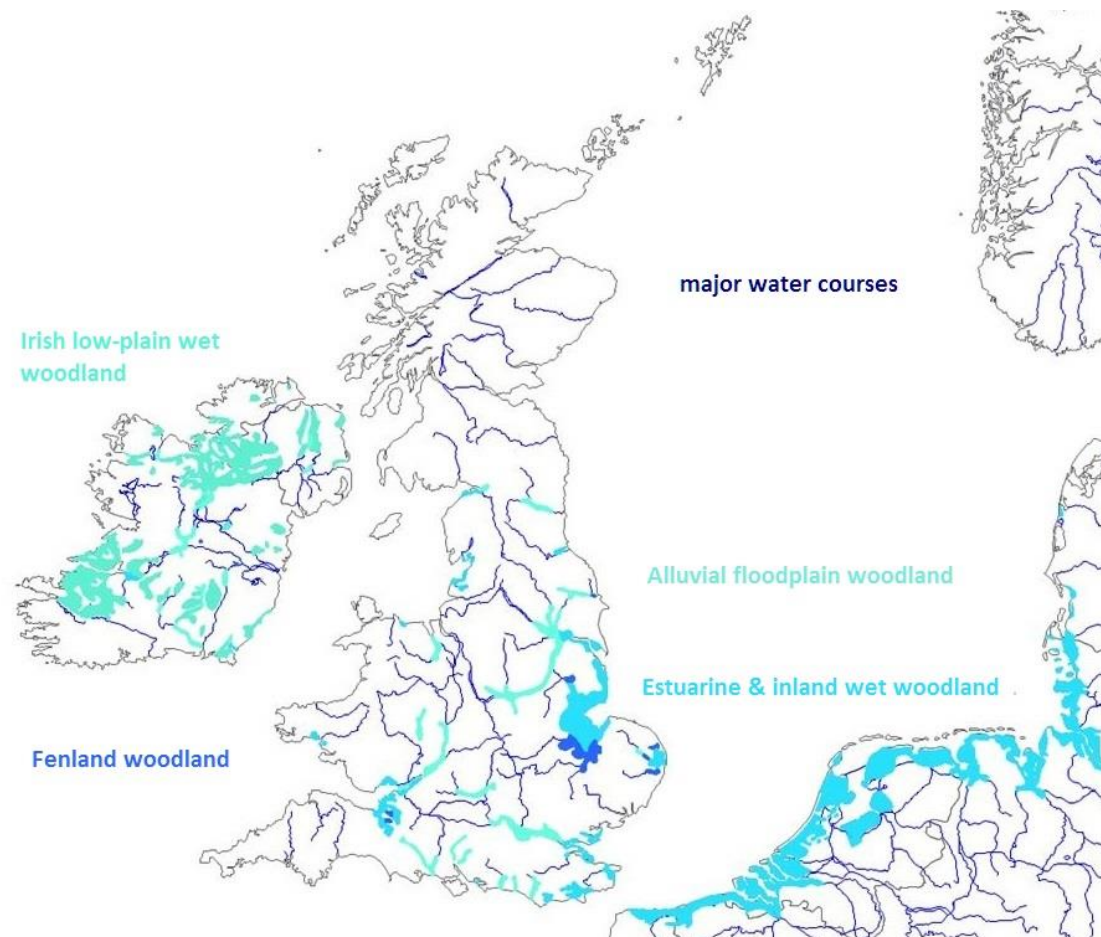 major water courses
Irish low-plain wet
woodland
Alluvial floodplain woodland
Estuarine & inland wet woodland
Fenland woodland